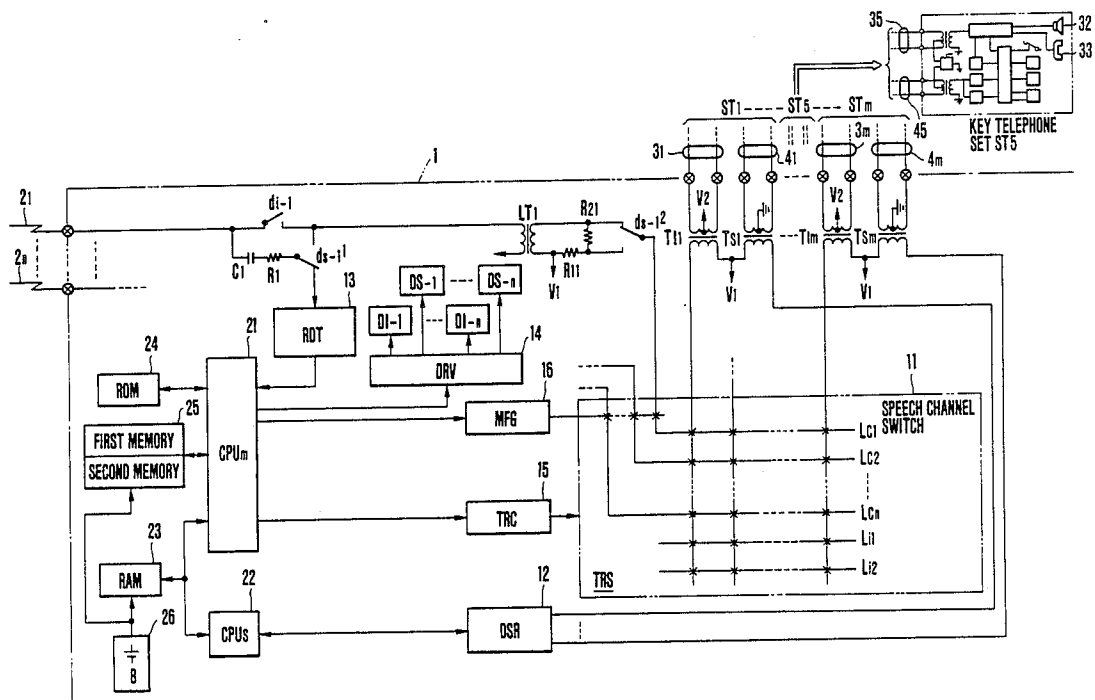 35
32
33
45
KEY TELEPHONE
SET ST5
ST1 ST5 STm
31
41
3m
4m
1
21
2n
di-1
C1
R1
ds-1¹
LT1
R21
R11
V1
ds-1²
V2
Tl1
Ts1
V1
V2
Tlm
Tsm
V1
13
RDT
DS-1
DS-n
DI-1
DI-n
14
DRV
21
CPUm
24
ROM
25
FIRST MEMORY
SECOND MEMORY
16
MFG
15
TRC
11
SPEECH CHANNEL
SWITCH
LC1
LC2
LCn
Li1
Li2
TRS
23
RAM
22
CPUs
12
DSR
26
B